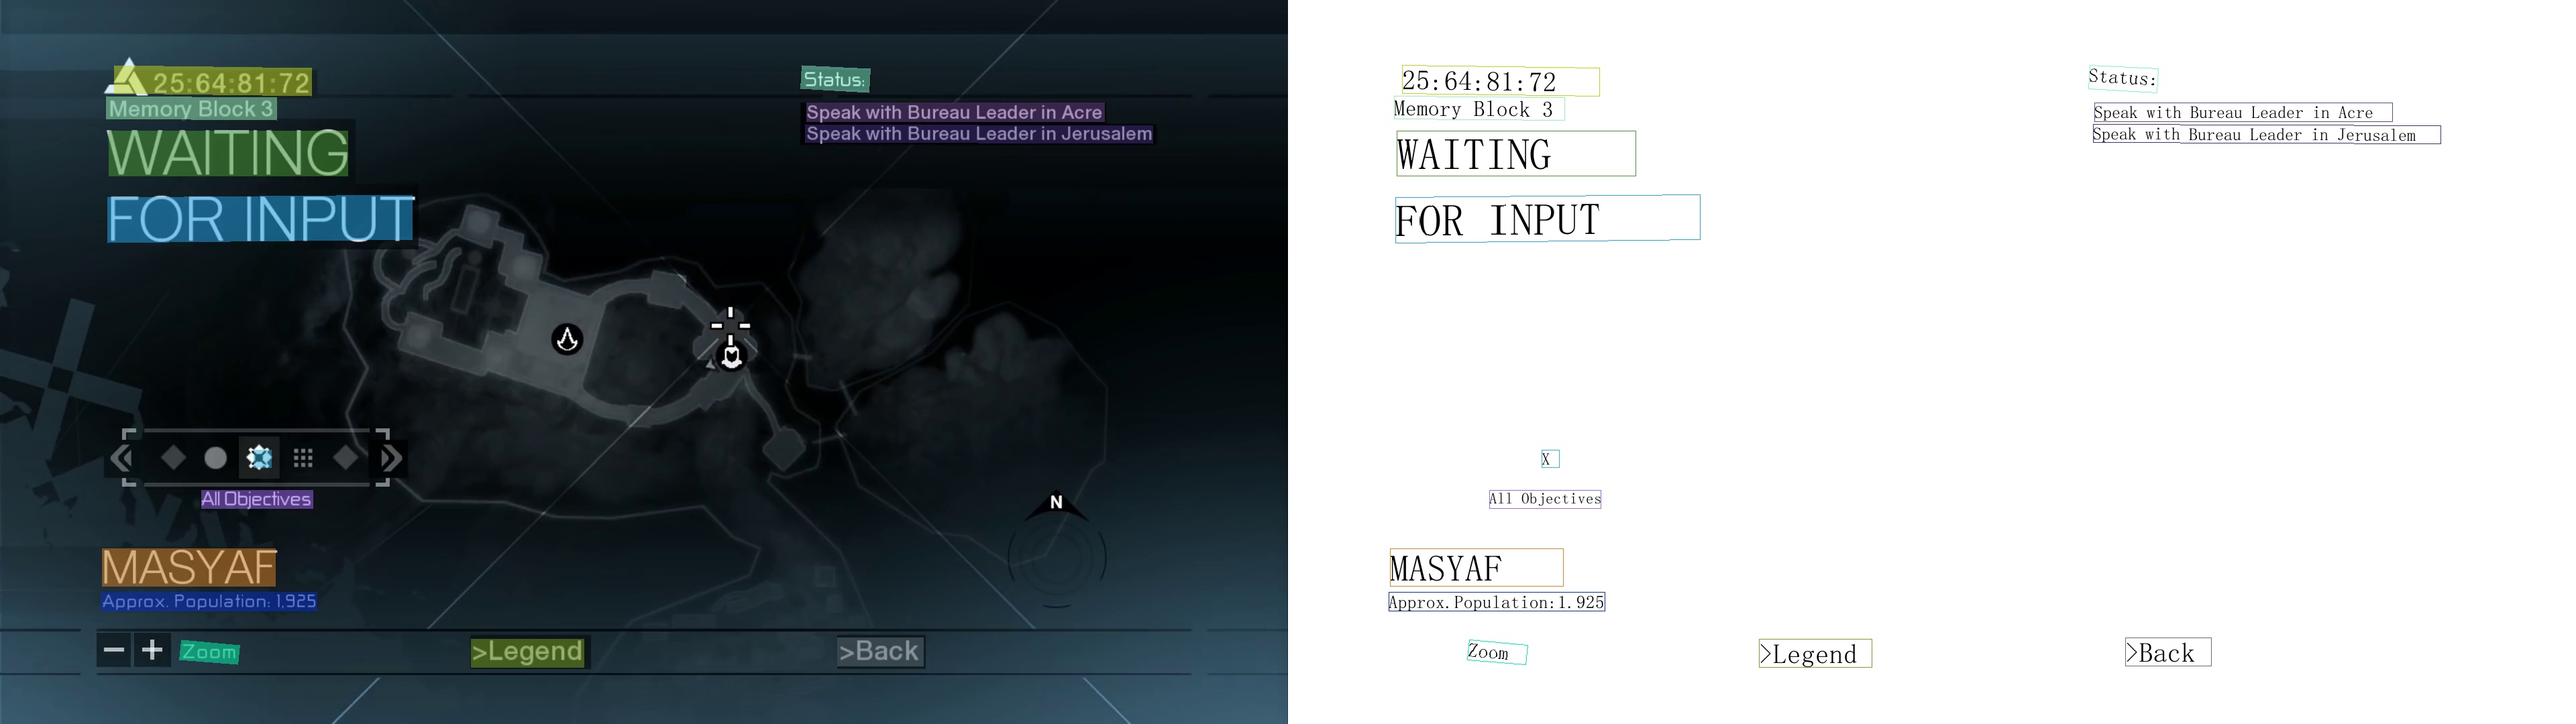 25:64:81:72
Memory Block 3
WAITING
FOR INPUT
Status:
Speak with Bureau Leader in Acre
Speak with Bureau Leader in Jerusalem
All Objectives
N
MASYAF
Approx. Population: 1,925
Zoom
>Legend
>Back
25:64:81:72
Memory Block 3
WAITING
FOR INPUT
Status:
Speak with Bureau Leader in Acre
Speak with Bureau Leader in Jerusalem
X
All Objectives
MASYAF
Approx.Population:1.925
Zoom
>Legend
>Back